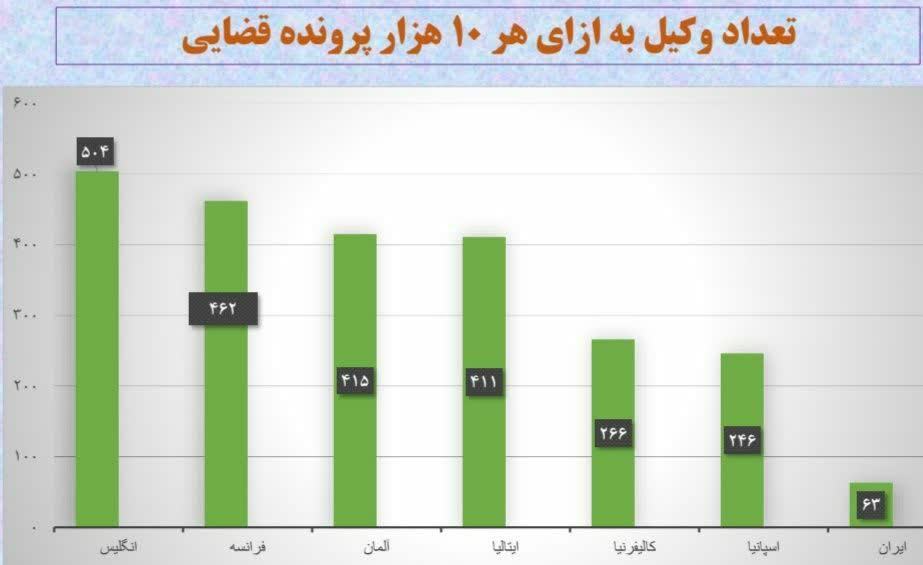 تعداد وکیل به ازای هر ۱۰ هزار پرونده قضایی
۶۰۰
۵۰۰
۴۰۰
۳۰۰
۲۰۰
۱۰۰
۰
۵۰۴
۴۶۲
۴۱۵
۴۱۱
۲۶۶
۲۴۶
۶۳
انگلیس
فرانسه
آلمان
ایتالیا
کالیفرنیا
اسپانیا
ایران